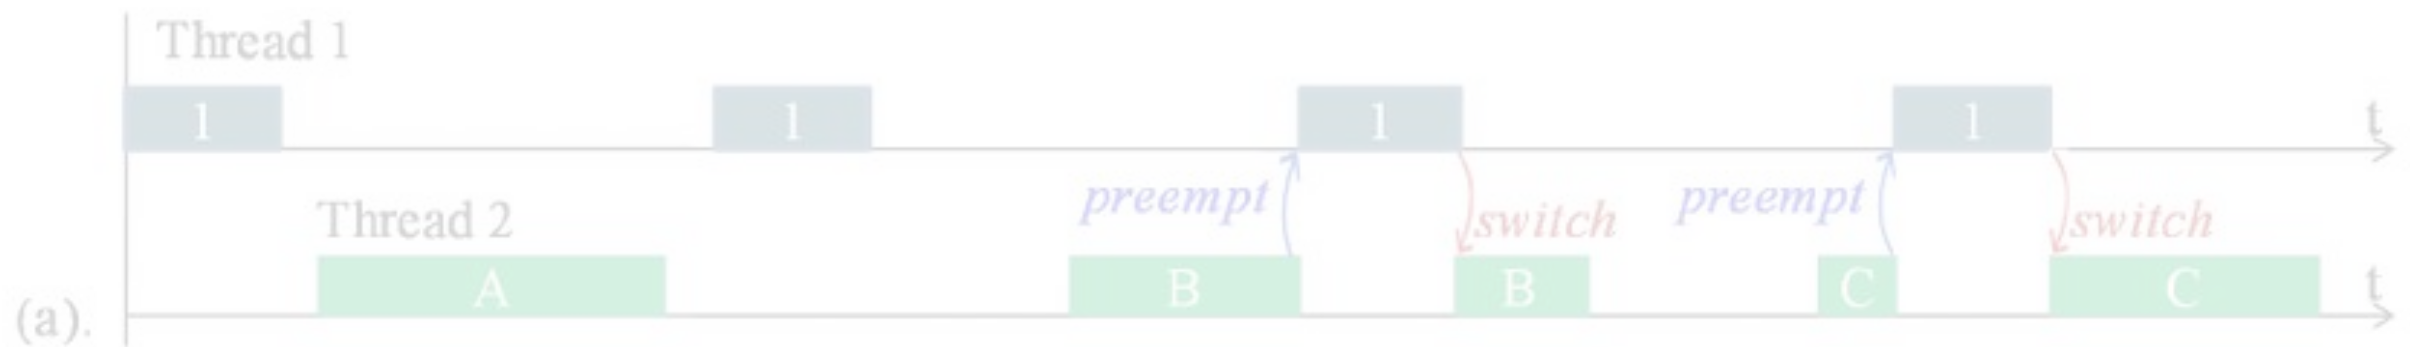 Thread 1
1 1 1 1 t
preempt preempt
Thread 2 switch switch
A B B C C t
(a).